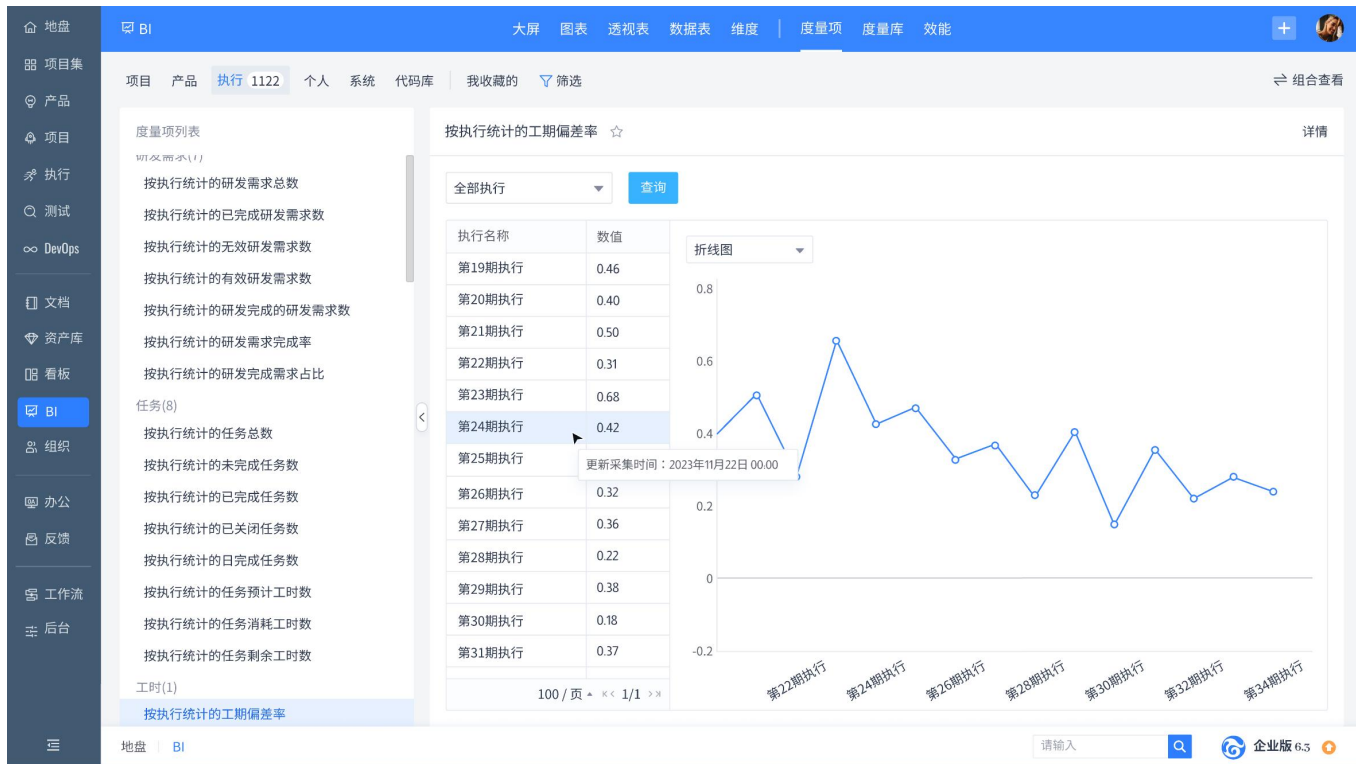 地盘
BI
大屏 图表 透视表 数据表 维度 度量项 度量库 效能
项目集
产品
项目
执行
测试
DevOps
文档
资产库
看板
BI
组织
办公
反馈
工作流
后台
项目 产品 执行 1122 个人 系统 代码库 我收藏的 筛选
组合查看
度量项列表
研发需求(7)
按执行统计的研发需求总数
按执行统计的已完成研发需求数
按执行统计的无效研发需求数
按执行统计的有效研发需求数
按执行统计的研发完成的研发需求数
按执行统计的研发需求完成率
按执行统计的研发完成需求占比
任务(8)
按执行统计的任务总数
按执行统计的未完成任务数
按执行统计的已完成任务数
按执行统计的已关闭任务数
按执行统计的日完成任务数
按执行统计的任务预计工时数
按执行统计的任务消耗工时数
按执行统计的任务剩余工时数
工时(1)
按执行统计的工期偏差率
按执行统计的工期偏差率
详情
全部执行
查询
执行名称 数值
第19期执行 0.46
第20期执行 0.40
第21期执行 0.50
第22期执行 0.31
第23期执行 0.68
第24期执行 0.42
第25期执行
更新采集时间：2023年11月22日 00:00
第26期执行 0.32
第27期执行 0.36
第28期执行 0.22
第29期执行 0.38
第30期执行 0.18
第31期执行 0.37
100 / 页 1/1
折线图
0.8
0.6
0.4
0.2
0
-0.2
第22期执行
第24期执行
第26期执行
第28期执行
第30期执行
第32期执行
第34期执行
地盘 BI
请输入
企业版 6.3